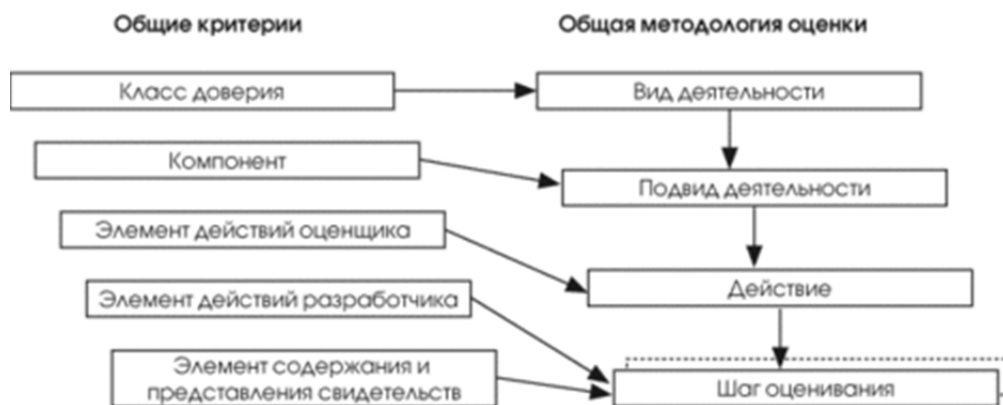 Общие критерии
Общая методология оценки
Класс доверия
Вид деятельности
Компонент
Подвид деятельности
Элемент действий оценщика
Элемент действий разработчика
Действие
Элемент содержания и
представления свидетельств
Шаг оценивания